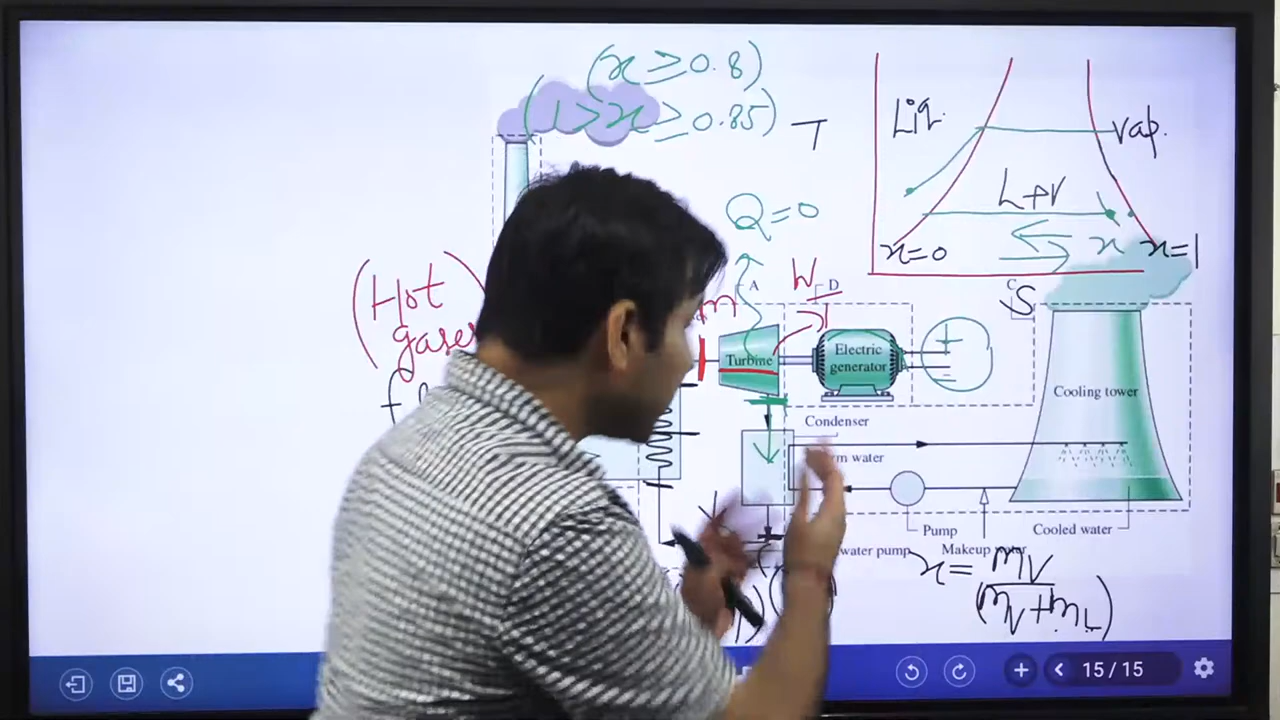 (x ≥ 0.8)
(1 > x ≥ 0.85)
T
Liq.
vap.
L+V
Q=0
x=0
x
x=1
S
(Hot
gases
m
W
A
D
C
Turbine
Electric
generator
+
Cooling tower
Condenser
water
Pump
Cooled water
water pump
Makeup
x = mV
(mV + mL)
15 / 15